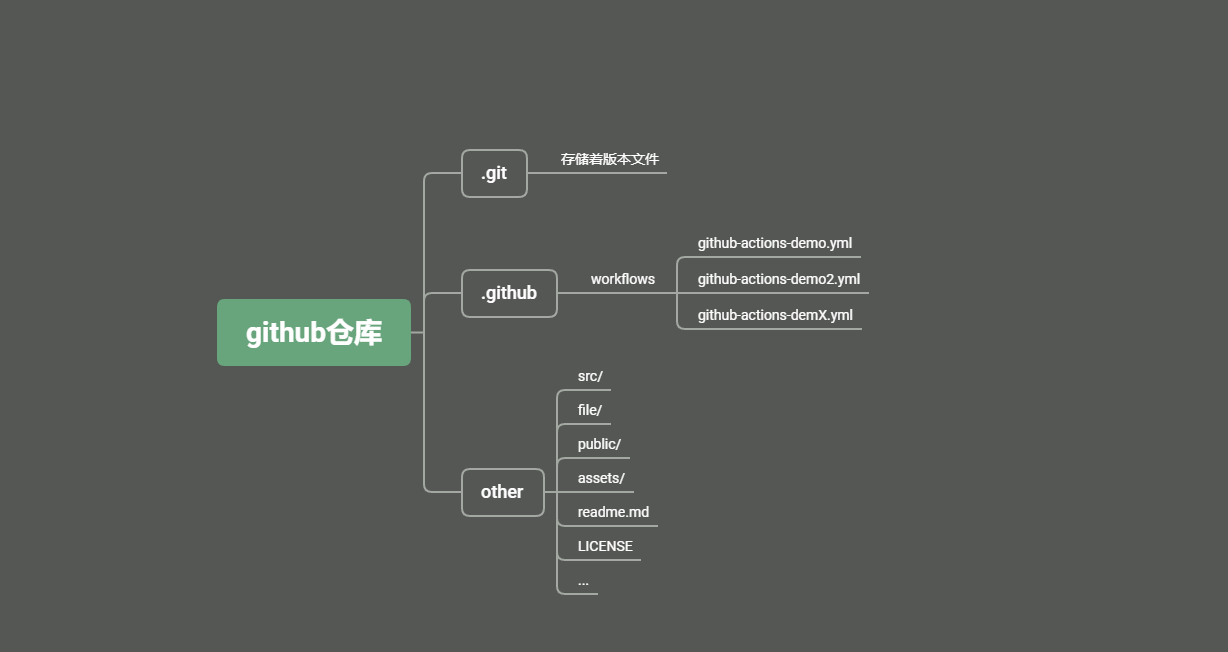 .git
存储着版本文件
github-actions-demo.yml
.github
workflows
github-actions-demo2.yml
github-actions-demX.yml
github仓库
src/
file/
public/
assets/
other
readme.md
LICENSE
...